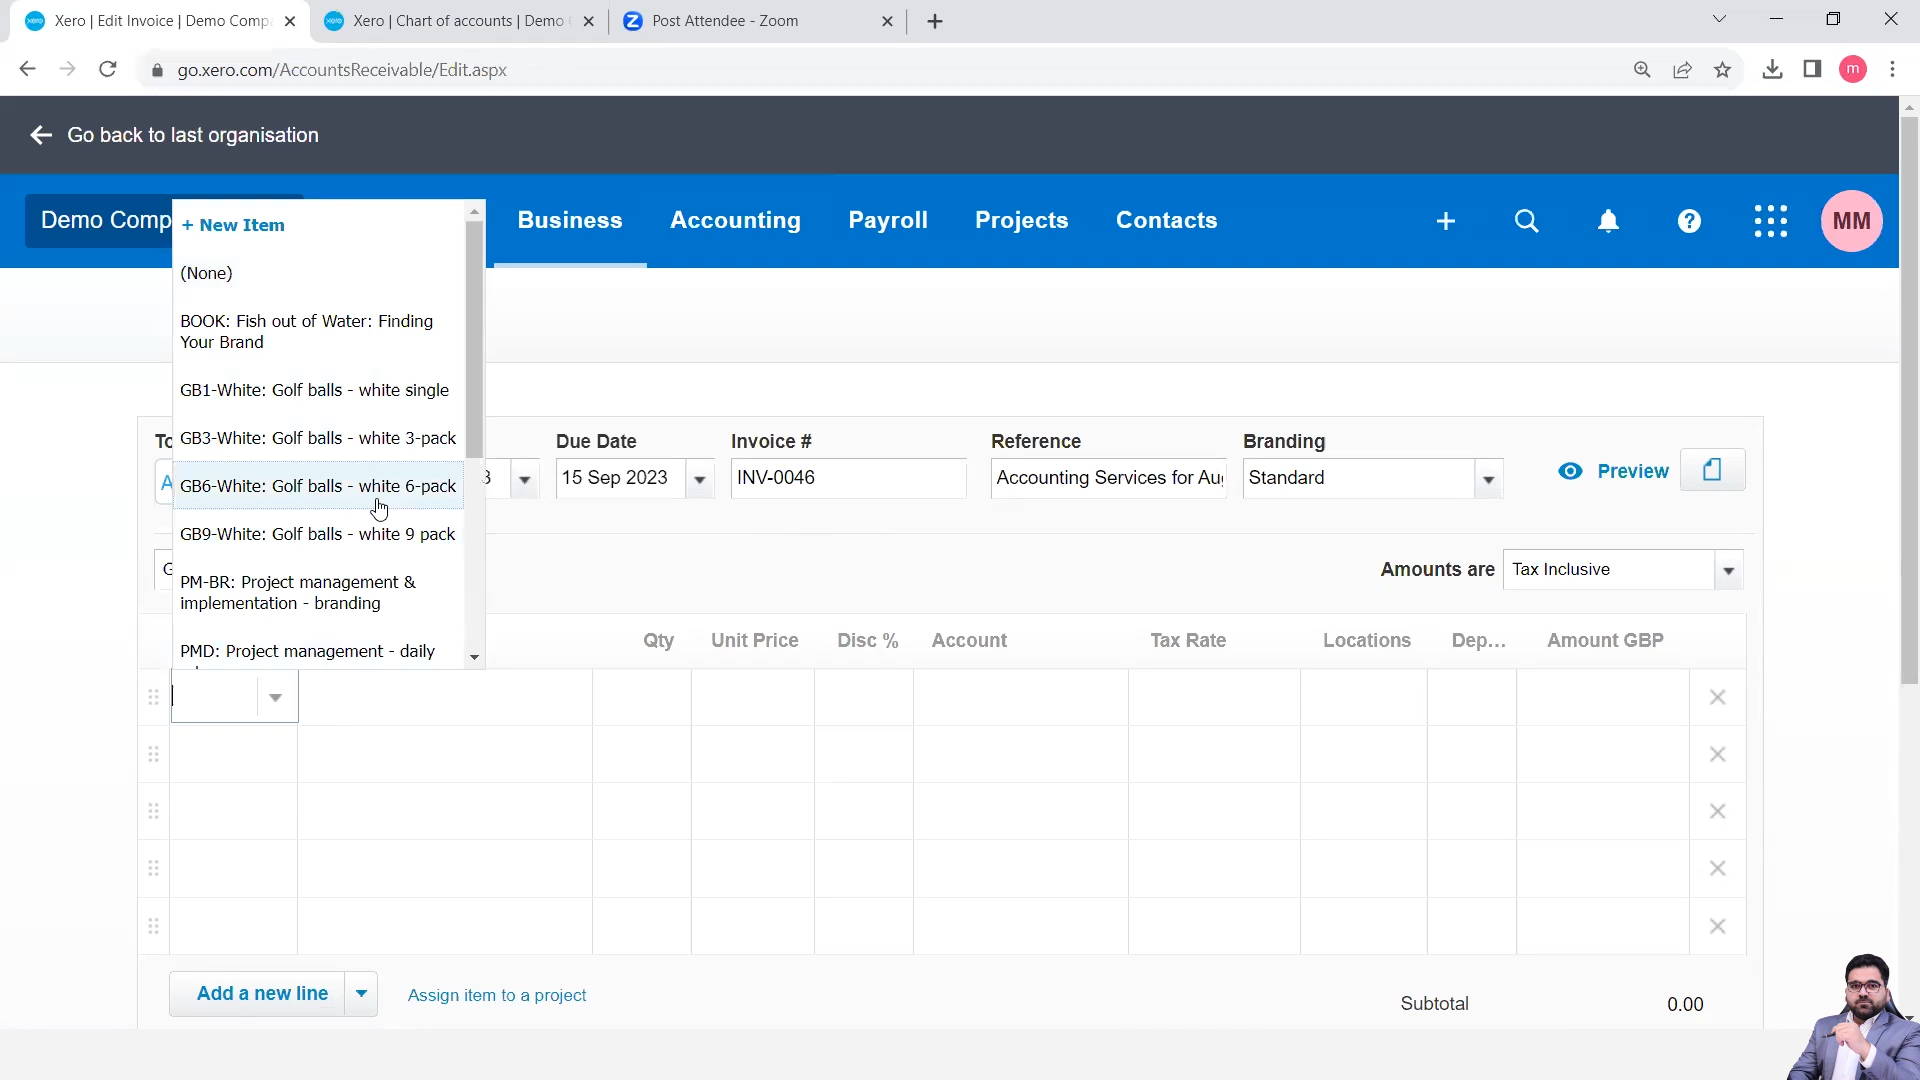 Xero | Edit Invoice | Demo Comp
Xero | Chart of accounts | Demo
Post Attendee - Zoom
go.xero.com/AccountsReceivable/Edit.aspx
m
Go back to last organisation
Demo Comp
Business
Accounting
Payroll
Projects
Contacts
MM
+ New Item
(None)
BOOK: Fish out of Water: Finding
Your Brand
GB1-White: Golf balls - white single
GB3-White: Golf balls - white 3-pack
GB6-White: Golf balls - white 6-pack
GB9-White: Golf balls - white 9 pack
PM-BR: Project management &
implementation - branding
PMD: Project management - daily
To
Due Date
Invoice #
Reference
Branding
A
3
15 Sep 2023
INV-0046
Accounting Services for Au
Standard
Preview
Amounts are
Tax Inclusive
Qty
Unit Price
Disc %
Account
Tax Rate
Locations
Dep...
Amount GBP
Add a new line
Assign item to a project
Subtotal
0.00